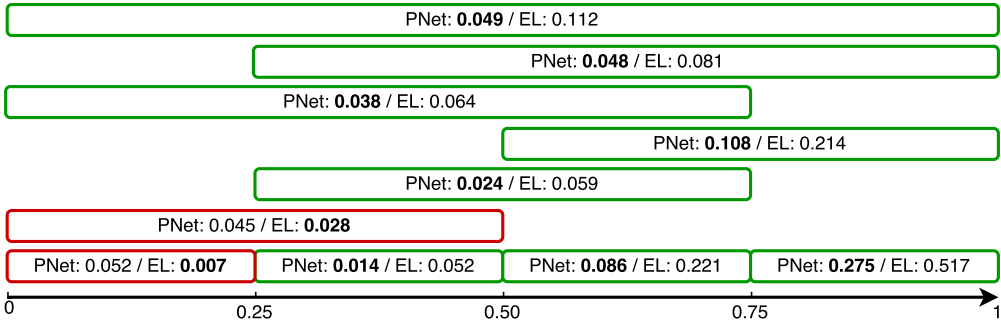 PNet: 0.049 / EL: 0.112
PNet: 0.048 / EL: 0.081
PNet: 0.038 / EL: 0.064
PNet: 0.108 / EL: 0.214
PNet: 0.024 / EL: 0.059
PNet: 0.045 / EL: 0.028
PNet: 0.052 / EL: 0.007 PNet: 0.014 / EL: 0.052 PNet: 0.086 / EL: 0.221 PNet: 0.275 / EL: 0.517
0 0.25 0.50 0.75 1